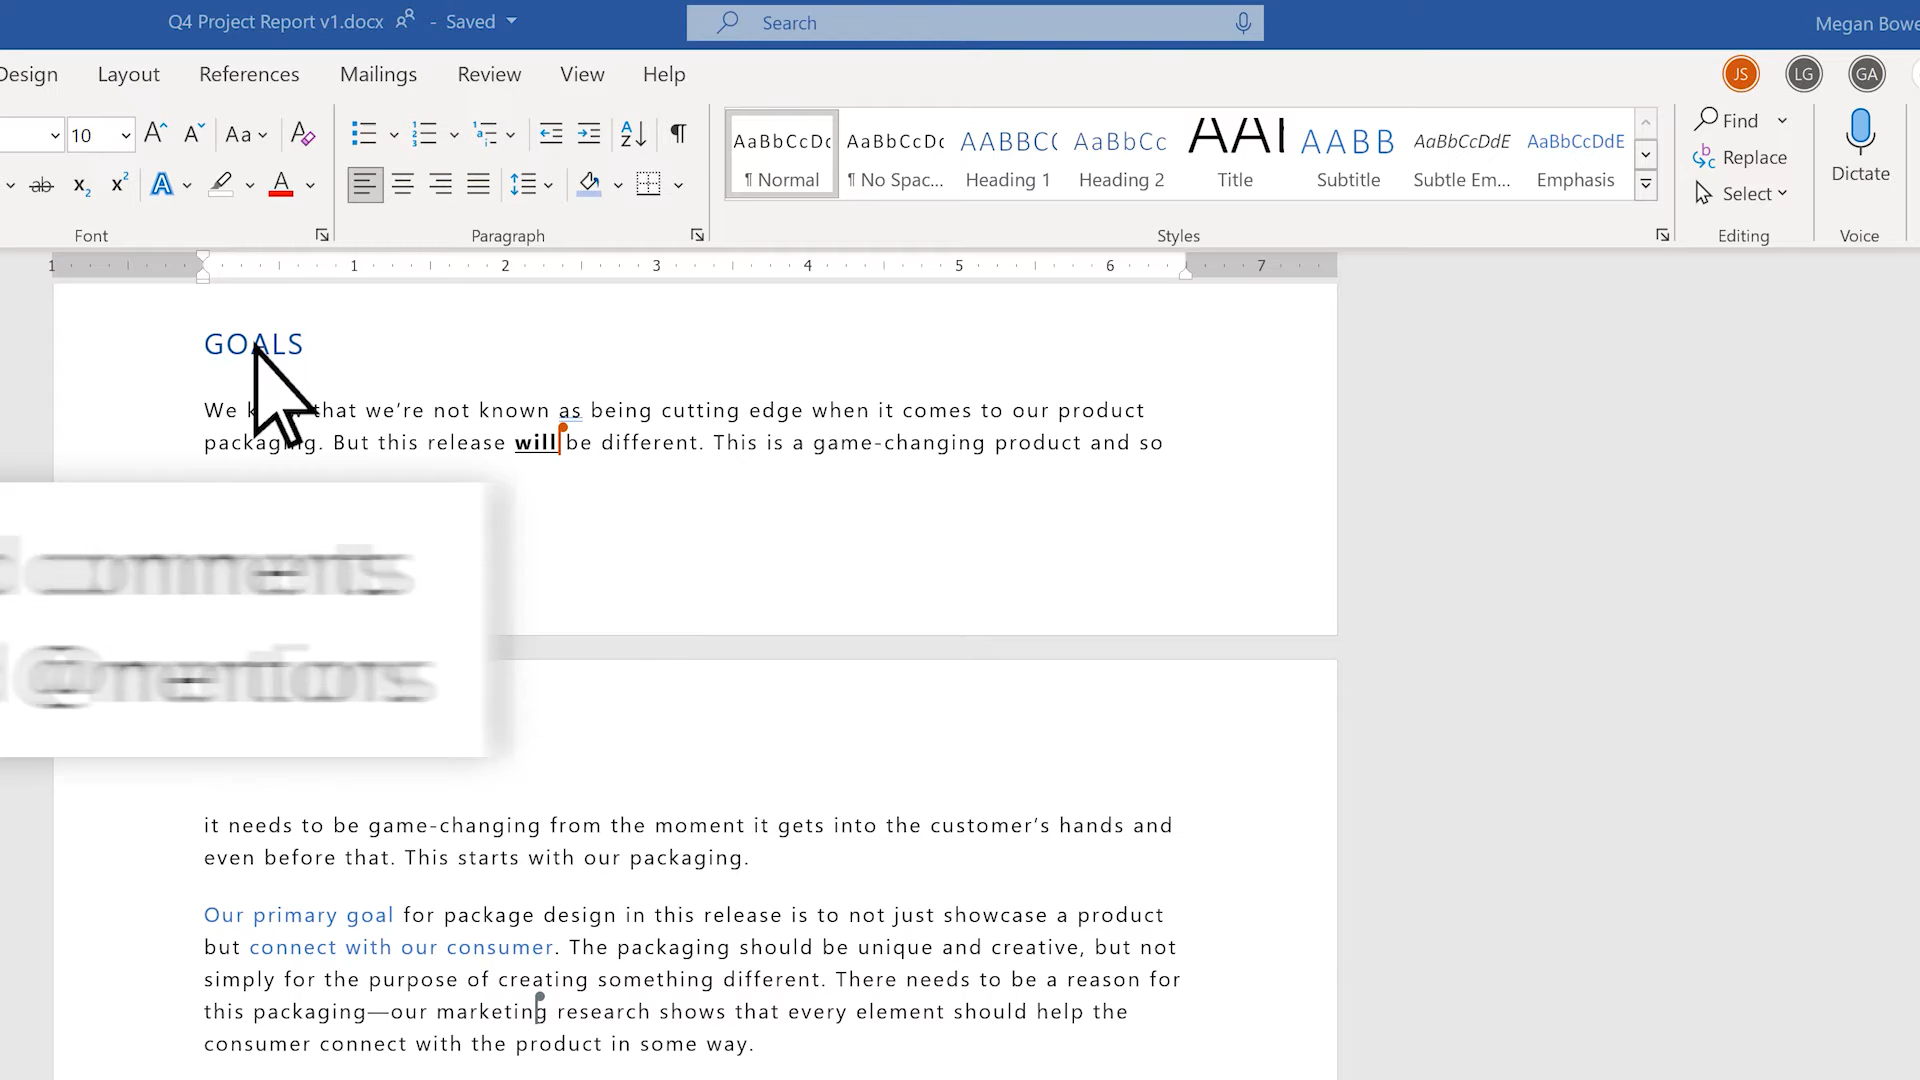 Q4 Project Report v1.docx - Saved
Search
Megan Bowe
Design Layout References Mailings Review View Help
JS LG GA
10 Aa
AaBbCcDc AaBbCcDc AABBC( AaBbCc AAI AABB AaBbCcDdE AaBbCcDdE
¶ Normal ¶ No Spac... Heading 1 Heading 2 Title Subtitle Subtle Em... Emphasis
Find
Replace
Select
Dictate
Font Paragraph Styles Editing Voice
1 1 2 3 4 5 6 7
GOALS
We know that we're not known as being cutting edge when it comes to our product
packaging. But this release will be different. This is a game-changing product and so
comments
@mentions
it needs to be game-changing from the moment it gets into the customer's hands and
even before that. This starts with our packaging.
Our primary goal for package design in this release is to not just showcase a product
but connect with our consumer. The packaging should be unique and creative, but not
simply for the purpose of creating something different. There needs to be a reason for
this packaging—our marketing research shows that every element should help the
consumer connect with the product in some way.